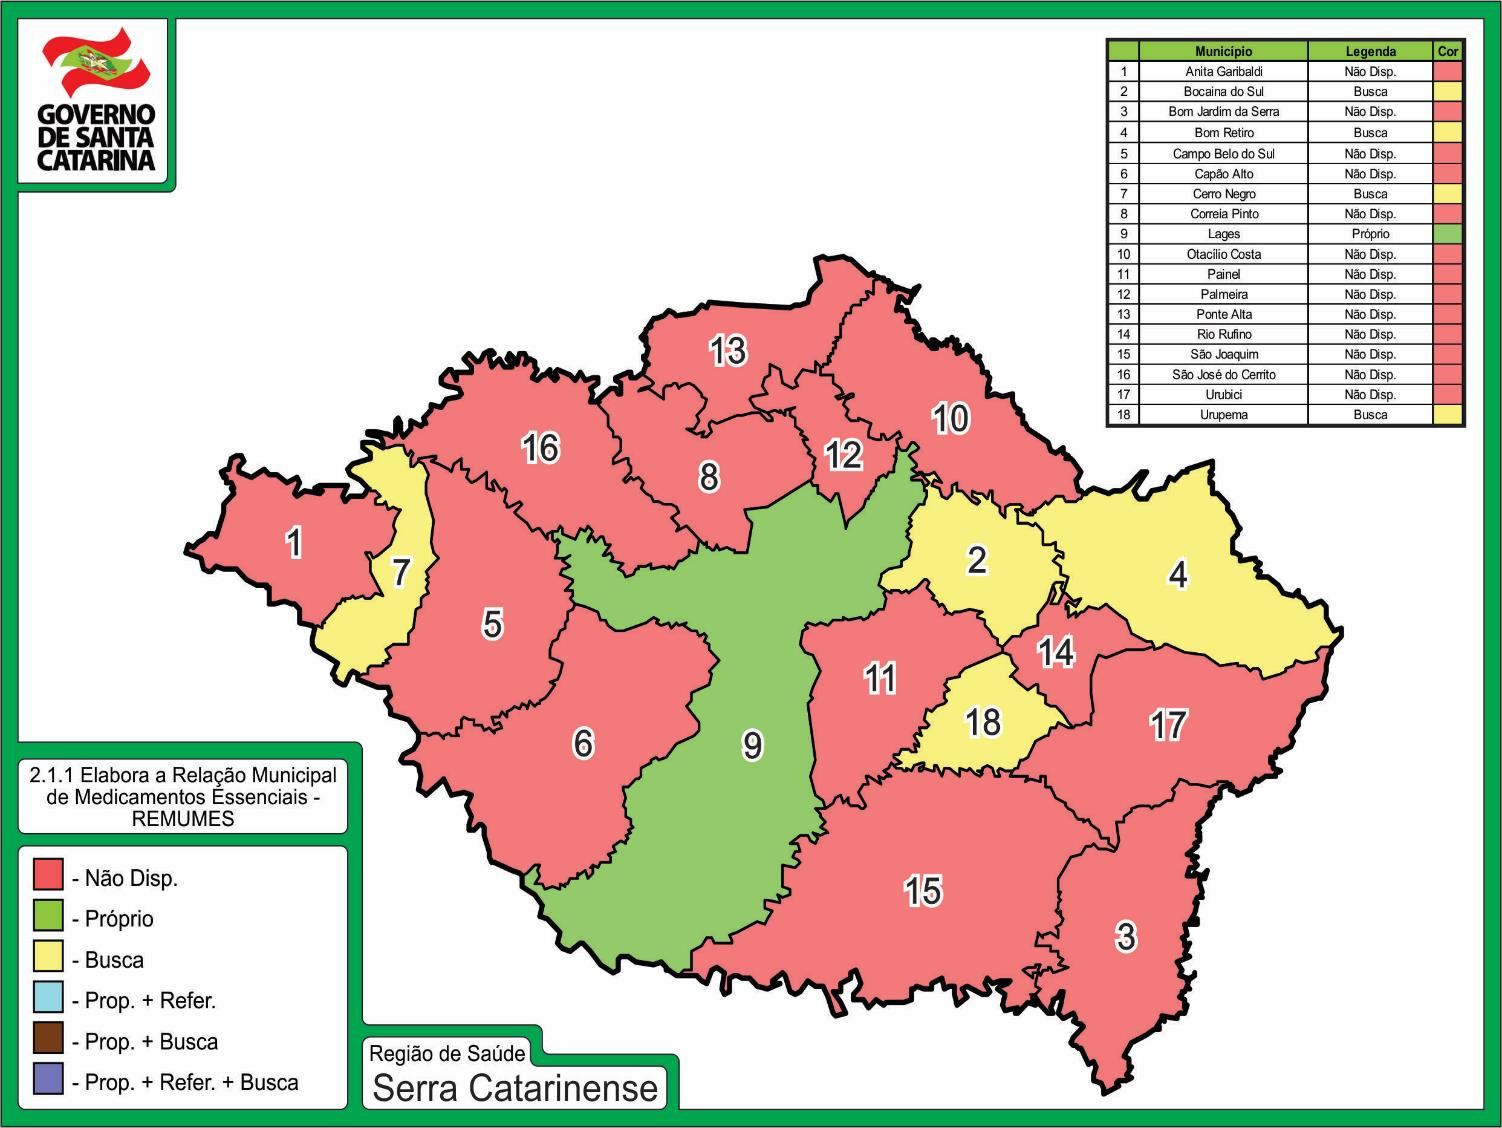 GOVERNO
DE SANTA
CATARINA
Município Legenda Cor
1 Anita Garibaldi Não Disp.
2 Bocaina do Sul Busca
3 Bom Jardim da Serra Não Disp.
4 Bom Retiro Busca
5 Campo Belo do Sul Não Disp.
6 Capão Alto Não Disp.
7 Cerro Negro Busca
8 Correia Pinto Não Disp.
9 Lages Próprio
10 Otacílio Costa Não Disp.
11 Painel Não Disp.
12 Palmeira Não Disp.
13 Ponte Alta Não Disp.
14 Rio Rufino Não Disp.
15 São Joaquim Não Disp.
16 São José do Cerrito Não Disp.
17 Urubici Não Disp.
18 Urupema Busca
13
10
16
12
8
1
7
2
4
5
14
11
6
9
18
17
15
3
2.1.1 Elabora a Relação Municipal
de Medicamentos Essenciais -
REMUMES
- Não Disp.
- Próprio
- Busca
- Prop. + Refer.
- Prop. + Busca
- Prop. + Refer. + Busca
Região de Saúde
Serra Catarinense